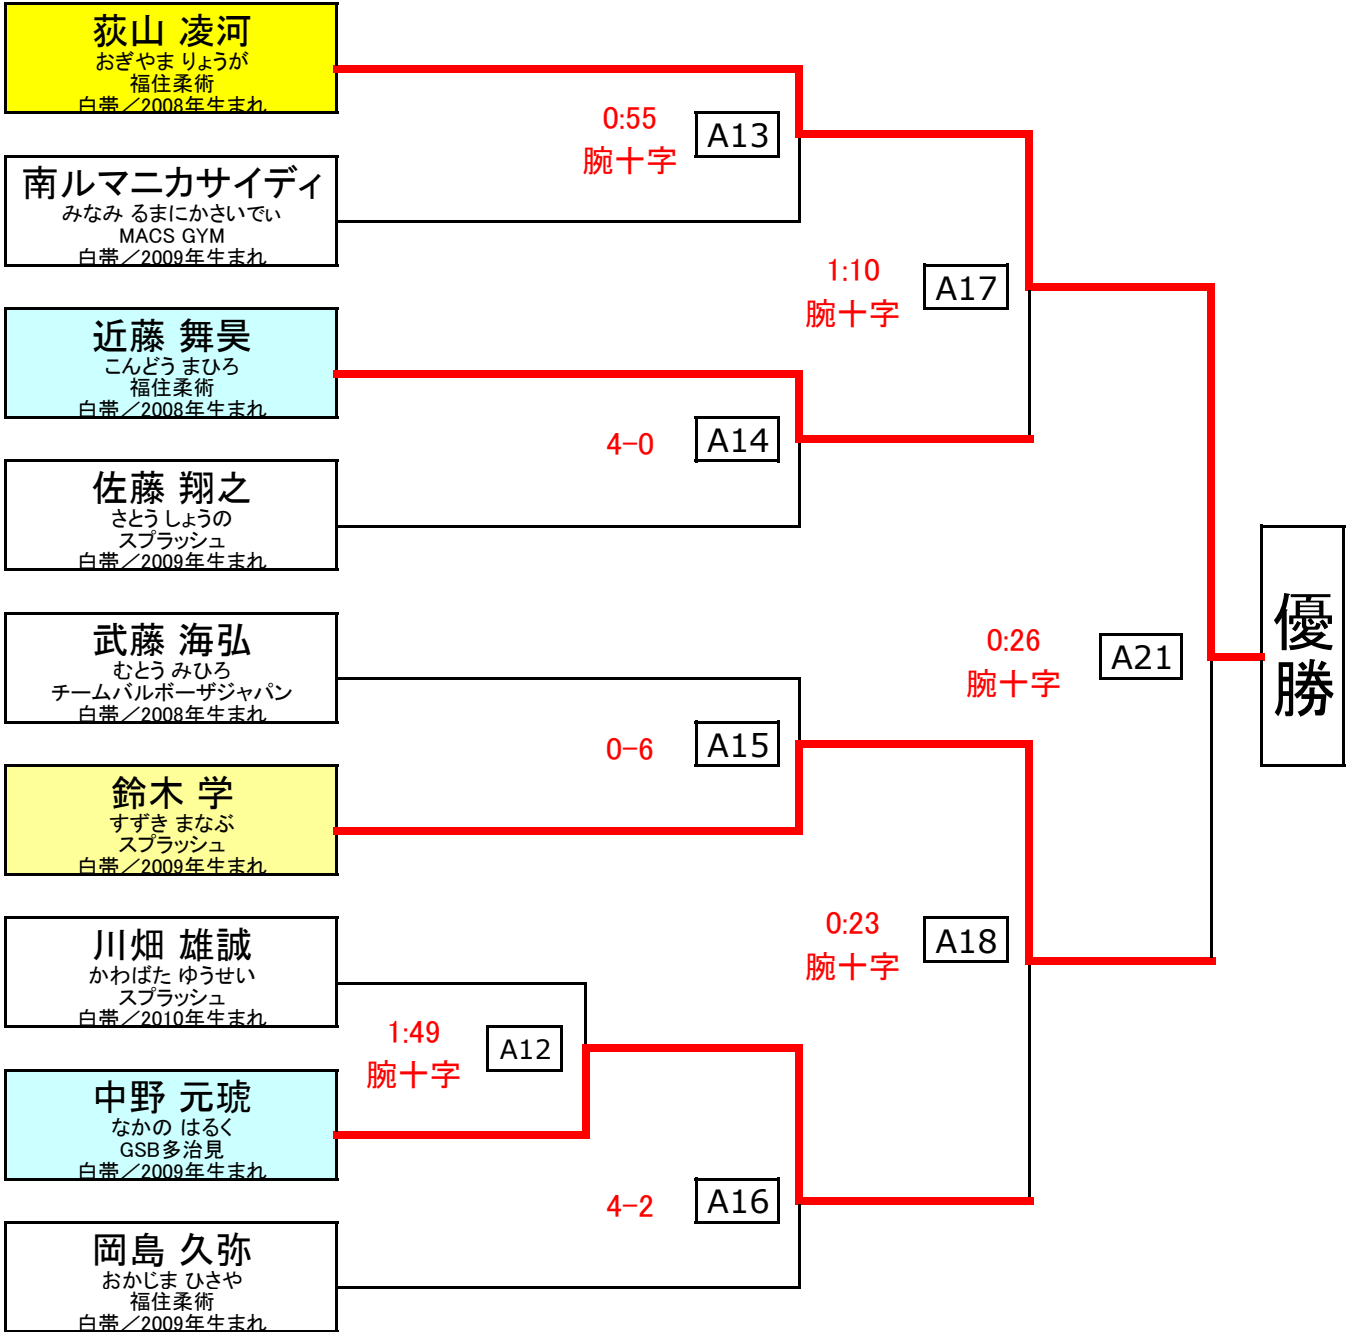 荻山 凌河
おぎやま りょうが
福住柔術
白帯／2008年生まれ
0:55
腕十字
A13
南ルマニカサイディ
みなみ るまにかさいでぃ
MACS GYM
白帯／2009年生まれ
1:10
腕十字
A17
近藤 舞昊
こんどう まひろ
福住柔術
白帯／2008年生まれ
4-0
A14
佐藤 翔之
さとう しょうの
スプラッシュ
白帯／2009年生まれ
武藤 海弘
むとう みひろ
チームバルボーザジャパン
白帯／2008年生まれ
0:26
腕十字
A21
優勝
0-6
A15
鈴木 学
すずき まなぶ
スプラッシュ
白帯／2009年生まれ
川畑 雄誠
かわばた ゆうせい
スプラッシュ
白帯／2010年生まれ
0:23
腕十字
A18
1:49
腕十字
A12
中野 元琥
なかの はるく
GSB多治見
白帯／2009年生まれ
4-2
A16
岡島 久弥
おかじま ひさや
福住柔術
白帯／2009年生まれ